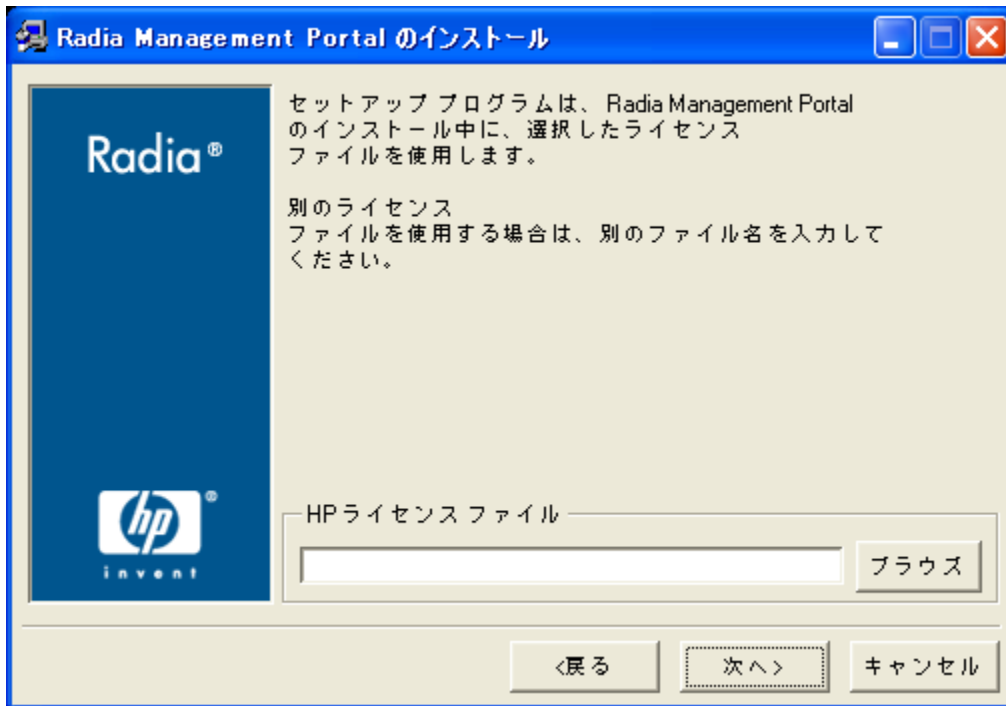 Radia Management Portal のインストール
Radia®
セットアップ プログラムは、Radia Management Portal
のインストール中に、選択したライセンス
ファイルを使用します。
別のライセンス
ファイルを使用する場合は、別のファイル名を入力して
ください。
hp®
invent
HPライセンス ファイル
ブラウズ
<戻る
次へ>
キャンセル